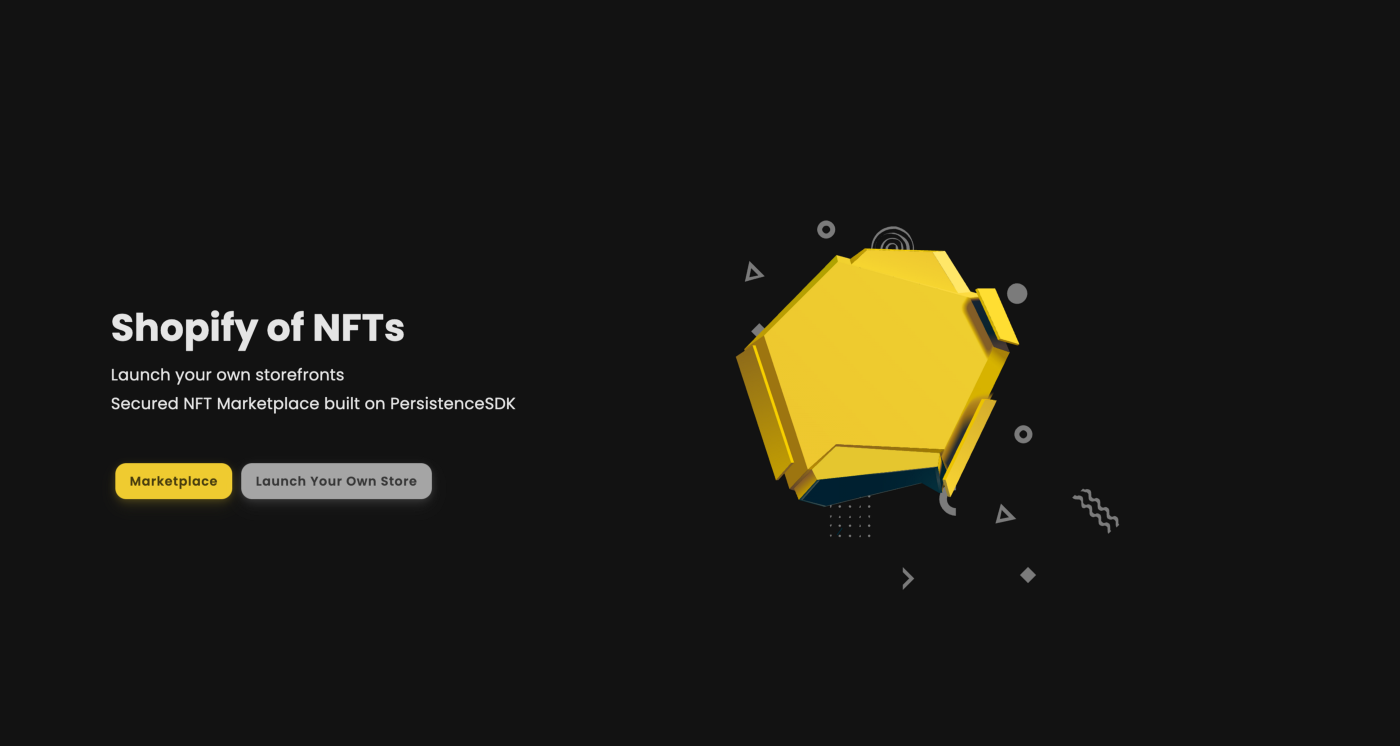 Shopify of NFTs
Launch your own storefronts
Secured NFT Marketplace built on PersistenceSDK
Marketplace
Launch Your Own Store